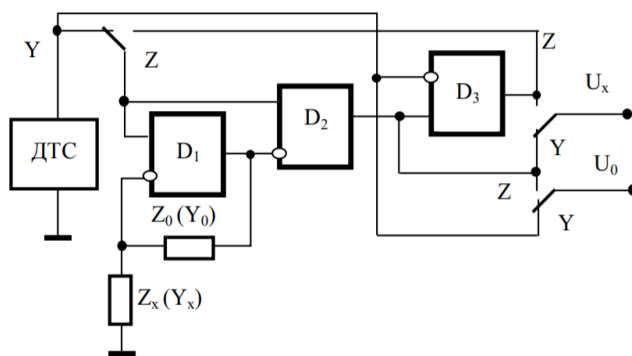 Y
Z
Z
ДТС
D₁
D₂
D₃
Uₓ
Y
U₀
Z
Y
Z₀ (Y₀)
Zₓ (Yₓ)